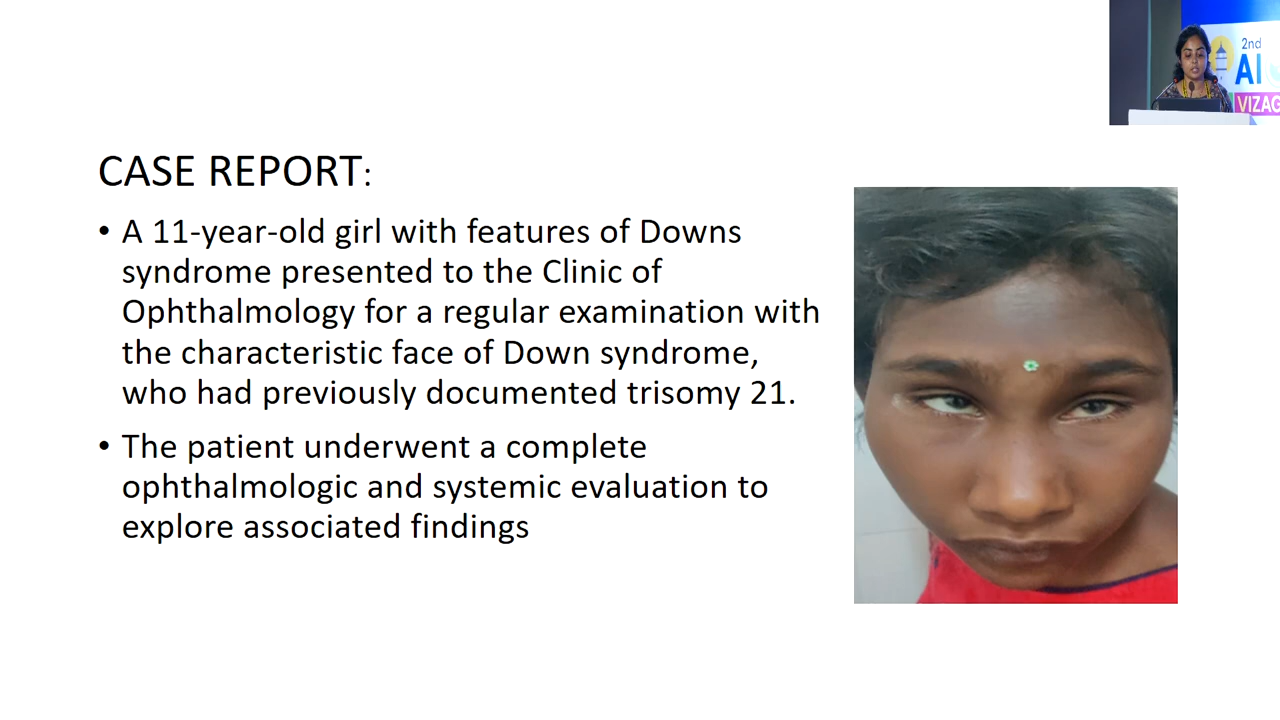 2nd
AI
VIZAG
CASE REPORT:
• A 11-year-old girl with features of Downs
syndrome presented to the Clinic of
Ophthalmology for a regular examination with
the characteristic face of Down syndrome,
who had previously documented trisomy 21.
• The patient underwent a complete
ophthalmologic and systemic evaluation to
explore associated findings